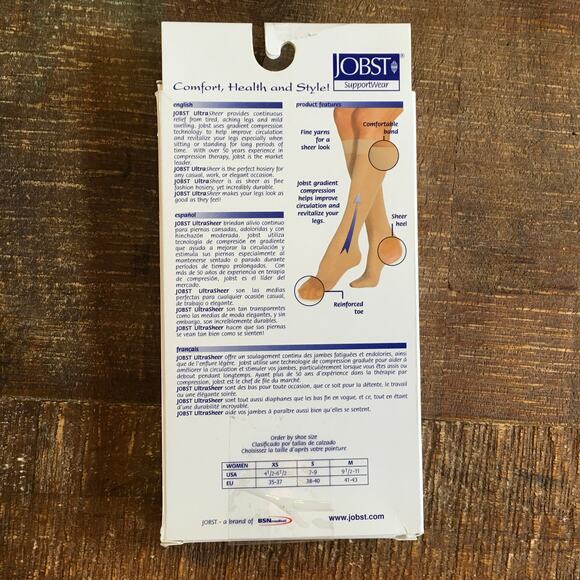 JOBST®
SupportWear
Comfort, Health and Style!
english
JOBST UltraSheer provides continuous
relief from tired, aching legs and mild
swelling. Jobst uses gradient compression
technology to help improve circulation
and revitalize your legs especially when
sitting or standing for long periods of
time. With over 50 years experience in
compression therapy, Jobst is the market
leader.
JOBST UltraSheer is the perfect hosiery for
any casual, work, or elegant occasion.
JOBST UltraSheer is as sheer as fine
fashion hosiery, yet incredibly durable.
JOBST UltraSheer makes your legs look as
good as they feel!
español
JOBST UltraSheer brindan alivio continuo
para piernas cansadas, adoloridas y con
hinchazón moderada. Jobst utiliza
tecnología de compresión en gradiente
que ayuda a mejorar la circulación y
estimula sus piernas especialmente al
mantenerse sentado o parado durante
períodos de tiempo prolongados. Con
más de 50 años de experiencia en terapia
de compresión, Jobst es el líder del
mercado.
JOBST UltraSheer son las medias
perfectas para cualquier ocasión casual,
de trabajo o elegante.
JOBST UltraSheer son tan transparentes
como las medias de moda elegantes, y sin
embargo, son increíblemente durables.
JOBST UltraSheer hacen que sus piernas
se vean tan bien como se sienten!
product features
Comfortable
band
Fine yarns
for a
sheer look
Jobst gradient
compression
helps improve
circulation and
revitalize your
legs.
Sheer
heel
Reinforced
toe
français
JOBST UltraSheer offre un soulagement continu des jambes fatiguées et endolories, ainsi
que de l'enflure légère. Jobst utilise une technologie de compression graduée pour aider à
améliorer la circulation et stimuler vos jambes, particulièrement lorsque vous êtes assis ou
debout pendant longtemps. Ayant plus de 50 ans d'expérience dans la thérapie par
compression, Jobst est le chef de file du marché.
JOBST UltraSheer sont des bas pour toute occasion, que ce soit pour la détente, le travail
ou une élégante soirée.
JOBST UltraSheer sont tout aussi diaphanes que les bas fin en vogue, et ce, tout en étant
d'une durabilité incroyable.
JOBST UltraSheer aide vos jambes à paraître aussi bien qu'elles se sentent.
Order by shoe size
Clasificado por tallas de calzado
Choisissez la taille d'après votre pointure
WOMEN XS S M
USA 4 1/2-6 1/2 7-9 9 1/2-11
EU 35-37 38-40 41-43
JOBST - a brand of BSN medical
www.jobst.com